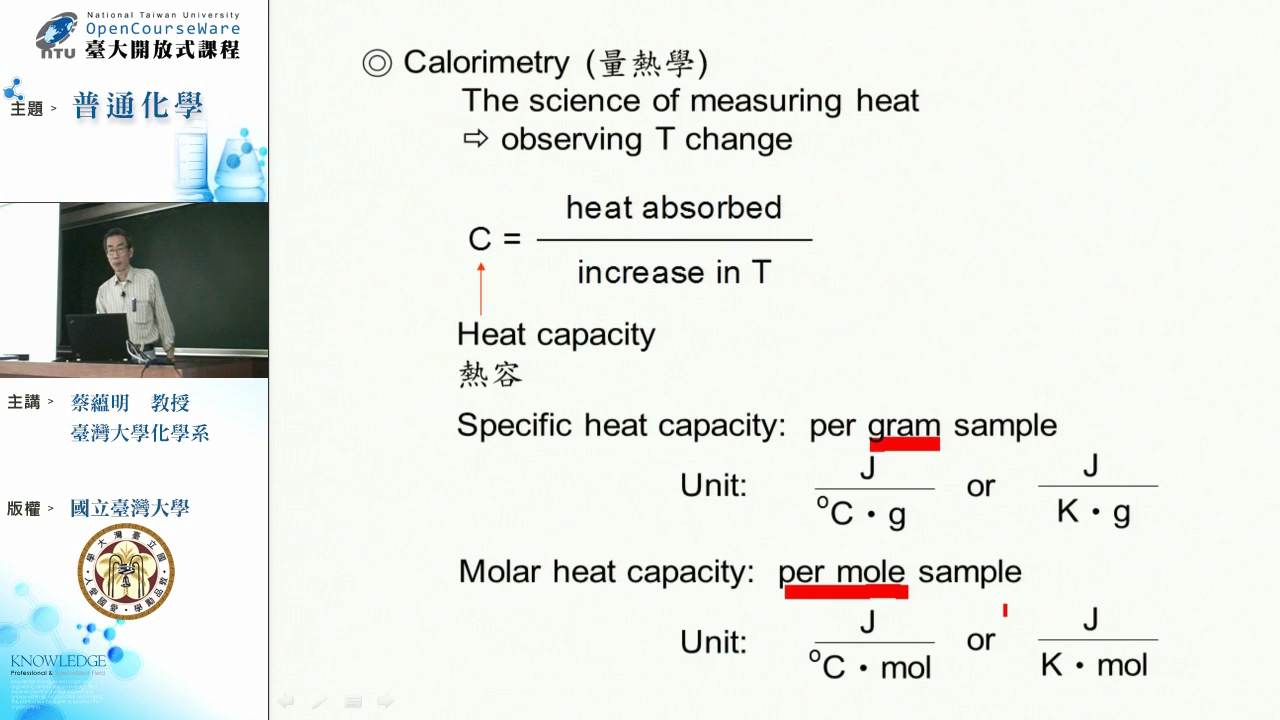 National Taiwan University
OpenCourseWare
NTU 臺大開放式課程
主題 > 普通化學
主講 > 蔡蘊明 教授
臺灣大學化學系
版權 > 國立臺灣大學
KNOWLEDGE
Professional & Specialized Field
◎ Calorimetry (量熱學)
The science of measuring heat
⇨ observing T change
C = heat absorbed
increase in T
Heat capacity
熱容
Specific heat capacity: per gram sample
Unit: J / °C • g or J / K • g
Molar heat capacity: per mole sample
Unit: J / °C • mol or J / K • mol